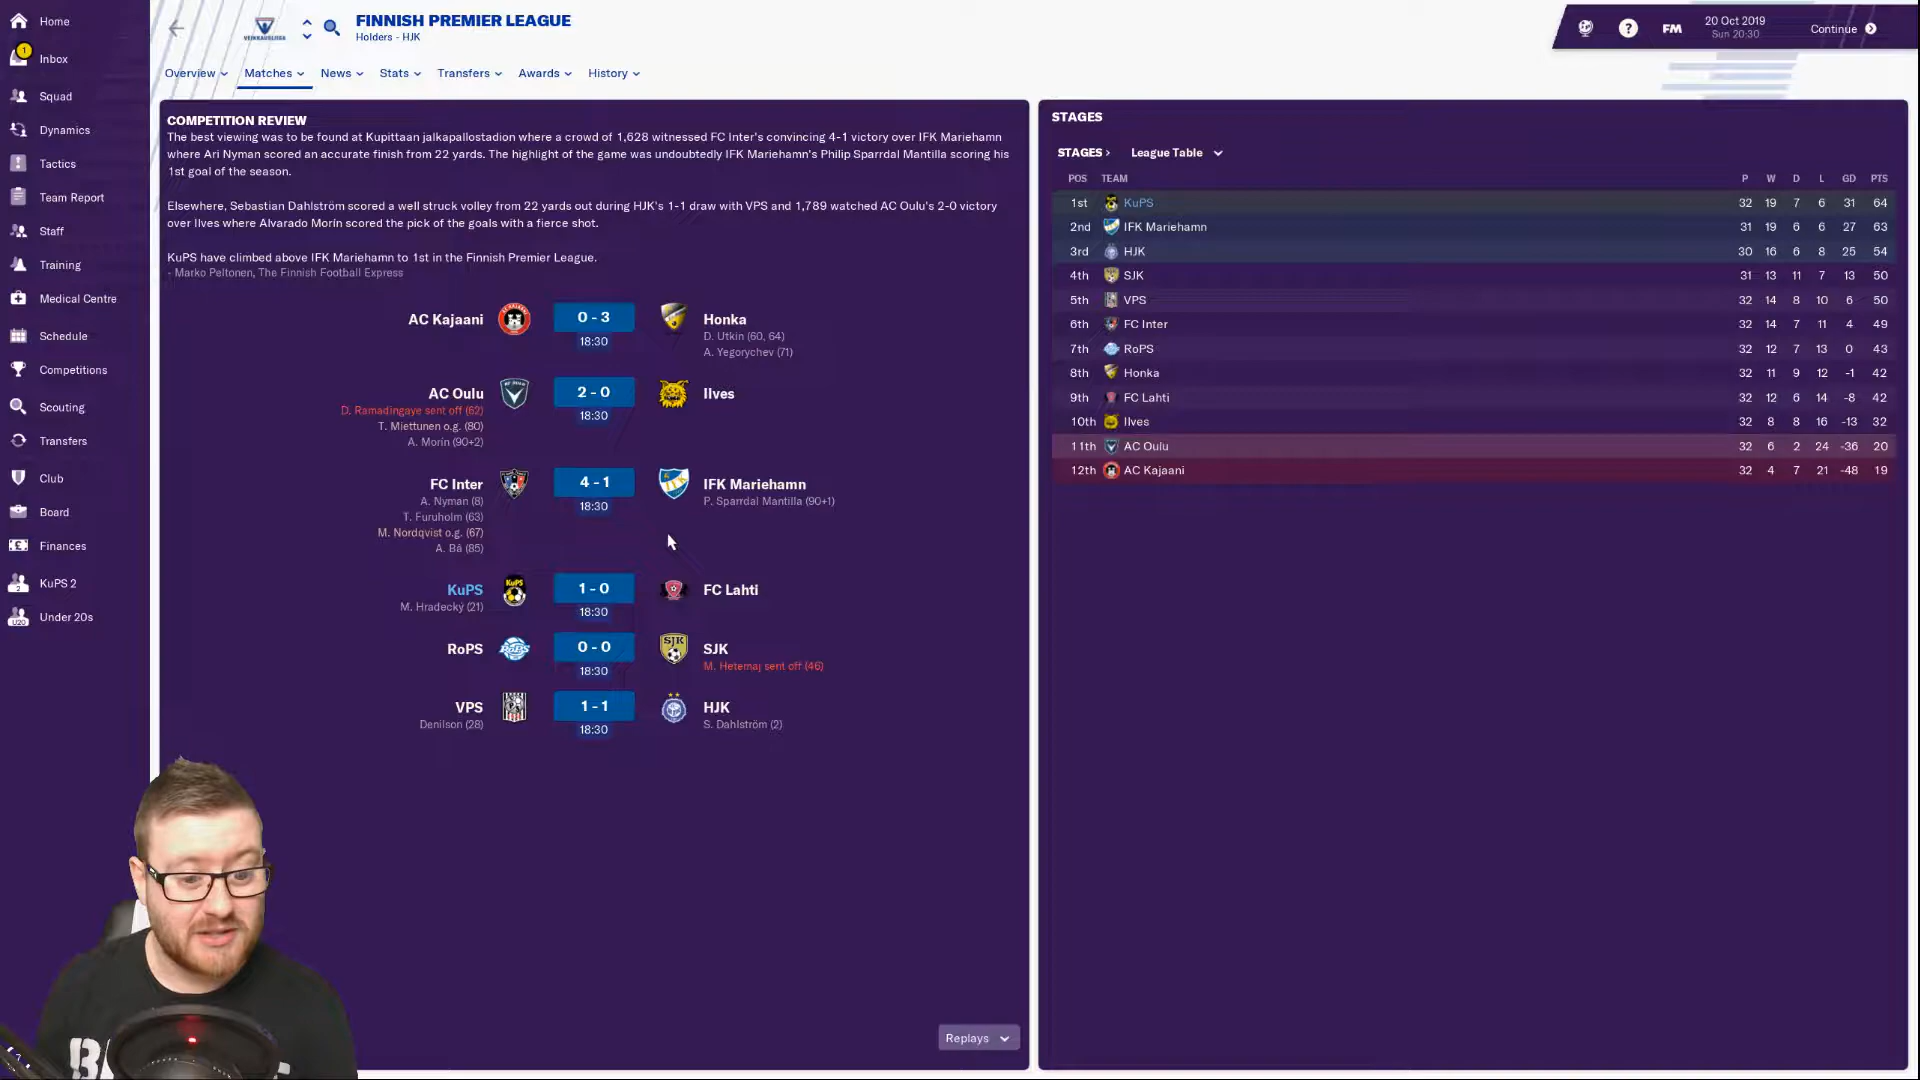 Home
1
Inbox
Squad
Dynamics
Tactics
Team Report
Staff
Training
Medical Centre
Schedule
Competitions
Scouting
Transfers
Club
Board
Finances
KuPS 2
Under 20s
FINNISH PREMIER LEAGUE
Holders - HJK
FM
20 Oct 2019
Sun 20:30
Continue
Overview
Matches
News
Stats
Transfers
Awards
History
COMPETITION REVIEW
The best viewing was to be found at Kupittaan jalkapallostadion where a crowd of 1,628 witnessed FC Inter's convincing 4-1 victory over IFK Mariehamn
where Ari Nyman scored an accurate finish from 22 yards. The highlight of the game was undoubtedly IFK Mariehamn's Philip Sparrdal Mantilla scoring his
1st goal of the season.
Elsewhere, Sebastian Dahlström scored a well struck volley from 22 yards out during HJK's 1-1 draw with VPS and 1,789 watched AC Oulu's 2-0 victory
over Ilves where Alvarado Morín scored the pick of the goals with a fierce shot.
KuPS have climbed above IFK Mariehamn to 1st in the Finnish Premier League.
- Marko Peltonen, The Finnish Football Express
AC Kajaani 0 - 3 Honka
18:30
D. Utkin (60, 64)
A. Yegorychev (71)
AC Oulu 2 - 0 Ilves
18:30
D. Ramadingaye sent off (62)
T. Miettunen o.g. (80)
A. Morín (90+2)
FC Inter 4 - 1 IFK Mariehamn
18:30
A. Nyman (8)
P. Sparrdal Mantilla (90+1)
T. Furuholm (63)
M. Nordqvist o.g. (67)
A. Bâ (85)
KuPS 1 - 0 FC Lahti
M. Hradecky (21)
18:30
RoPS 0 - 0 SJK
18:30
M. Hetemaj sent off (46)
VPS 1 - 1 HJK
Denilson (28)
18:30
S. Dahlström (2)
Replays
STAGES
STAGES › League Table
POS TEAM P W D L GD PTS
1st KuPS 32 19 7 6 31 64
2nd IFK Mariehamn 31 19 6 6 27 63
3rd HJK 30 16 6 8 25 54
4th SJK 31 13 11 7 13 50
5th VPS 32 14 8 10 6 50
6th FC Inter 32 14 7 11 4 49
7th RoPS 32 12 7 13 0 43
8th Honka 32 11 9 12 -1 42
9th FC Lahti 32 12 6 14 -8 42
10th Ilves 32 8 8 16 -13 32
11th AC Oulu 32 6 2 24 -36 20
12th AC Kajaani 32 4 7 21 -48 19